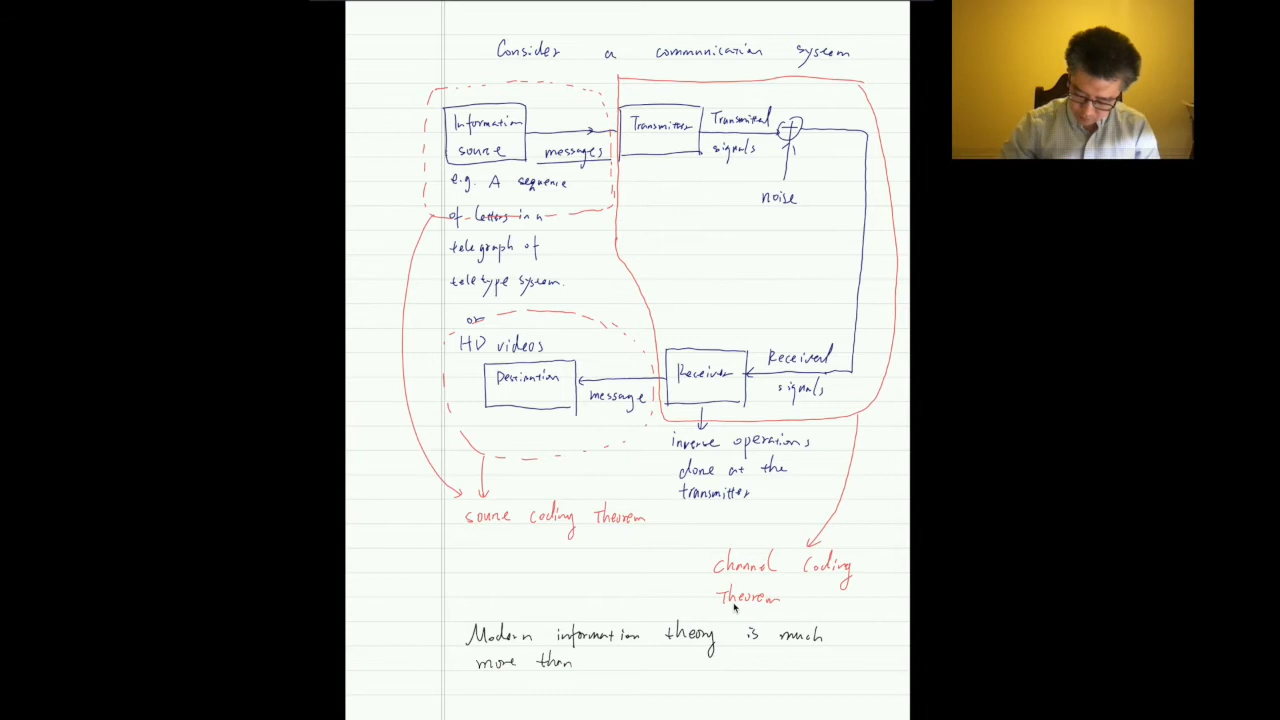 Consider a communication system
Information
source
messages
Transmitter
Transmitted
signals
noise
e.g. A sequence
of letters in a
telegraph of
teletype system.
or
HD videos
Destination
message
Receiver
Received
signals
inverse operations
done at the
transmitter
source coding Theorem
channel coding
Theorem
Modern information theory is much
more than